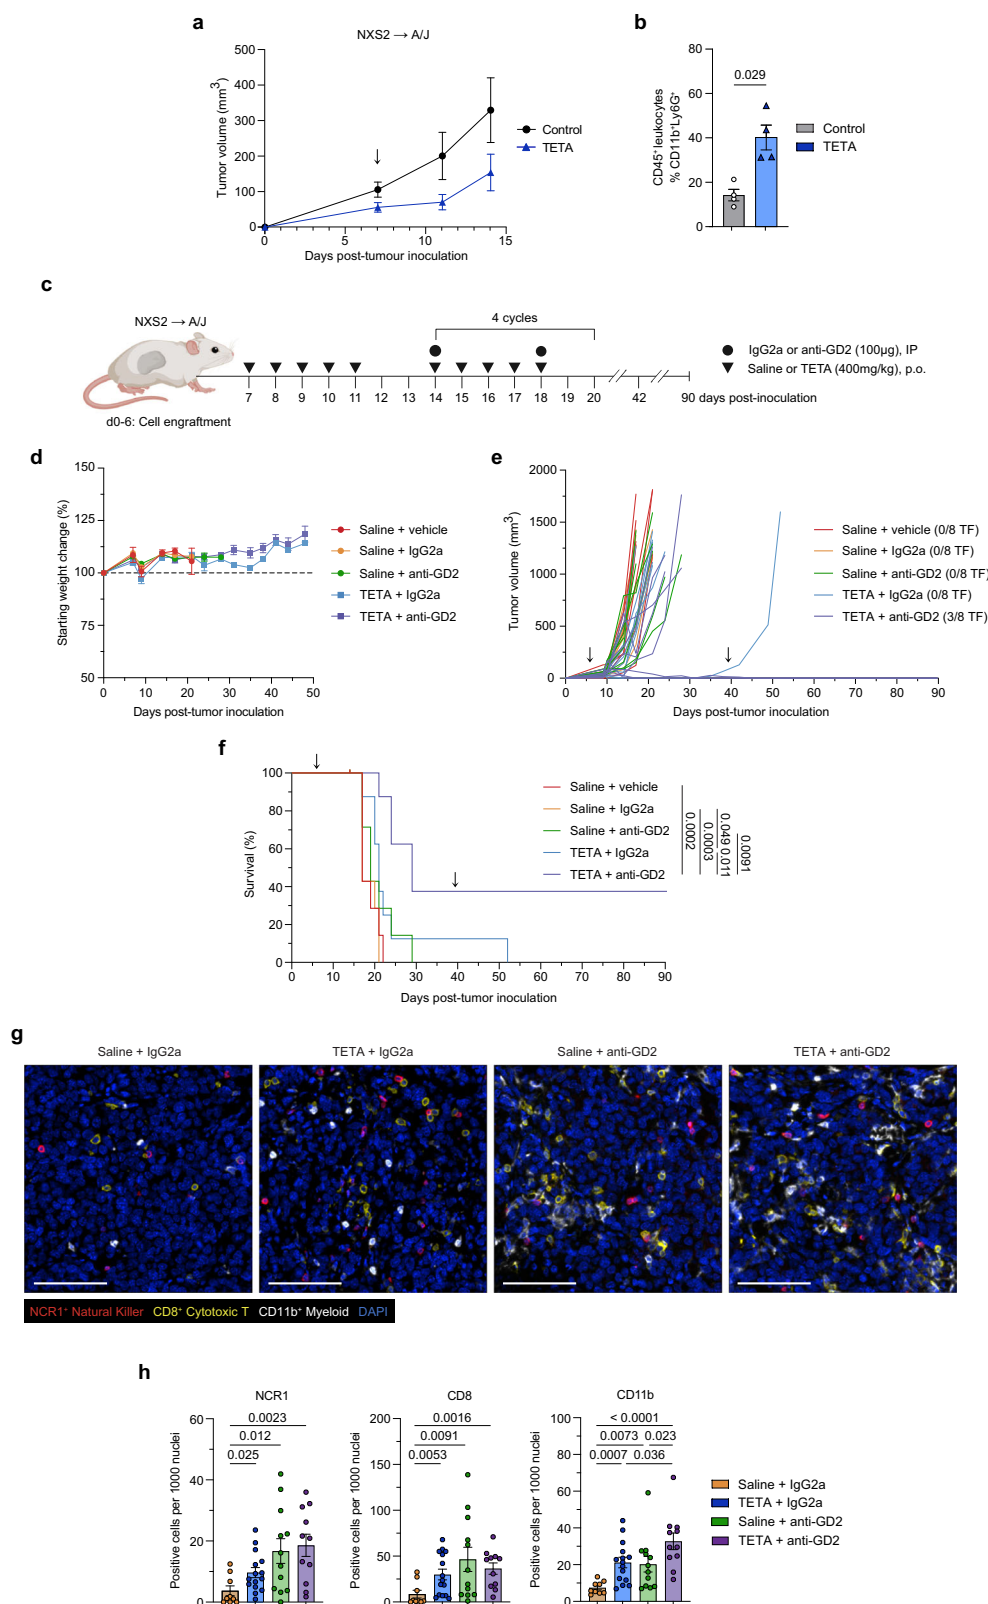 a
NXS2 → A/J
Tumor volume (mm³)
500
400
300
200
100
0
0 5 10 15
Days post-tumour inoculation
Control
TETA
b
CD45⁺ leukocytes
% CD11b⁺Ly6G⁺
80
60
40
20
0
0.029
Control
TETA
c
NXS2 → A/J
4 cycles
IgG2a or anti-GD2 (100µg), IP
Saline or TETA (400mg/kg), p.o.
7 8 9 10 11 12 13 14 15 16 17 18 19 20 42 90 days post-inoculation
d0-6: Cell engraftment
d
Starting weight change (%)
150
125
100
75
50
0 10 20 30 40 50
Days post-tumor inoculation
Saline + vehicle
Saline + IgG2a
Saline + anti-GD2
TETA + IgG2a
TETA + anti-GD2
e
Tumor volume (mm³)
2000
1500
1000
500
0
0 10 20 30 40 50 60 70 80 90
Days post-tumor inoculation
Saline + vehicle (0/8 TF)
Saline + IgG2a (0/8 TF)
Saline + anti-GD2 (0/8 TF)
TETA + IgG2a (0/8 TF)
TETA + anti-GD2 (3/8 TF)
f
Survival (%)
100
80
60
40
20
0
0 10 20 30 40 50 60 70 80 90
Days post-tumor inoculation
Saline + vehicle
Saline + IgG2a
Saline + anti-GD2
TETA + IgG2a
TETA + anti-GD2
0.0002
0.0003
0.049 0.011
0.0091
g
Saline + IgG2a
TETA + IgG2a
Saline + anti-GD2
TETA + anti-GD2
NCR1⁺ Natural Killer CD8⁺ Cytotoxic T CD11b⁺ Myeloid DAPI
h
NCR1
Positive cells per 1000 nuclei
60
40
20
0
0.0023
0.012
0.025
CD8
Positive cells per 1000 nuclei
200
150
100
50
0
0.0016
0.0091
0.0053
CD11b
Positive cells per 1000 nuclei
100
80
60
40
20
0
< 0.0001
0.0073 0.023
0.0007 0.036
Saline + IgG2a
TETA + IgG2a
Saline + anti-GD2
TETA + anti-GD2